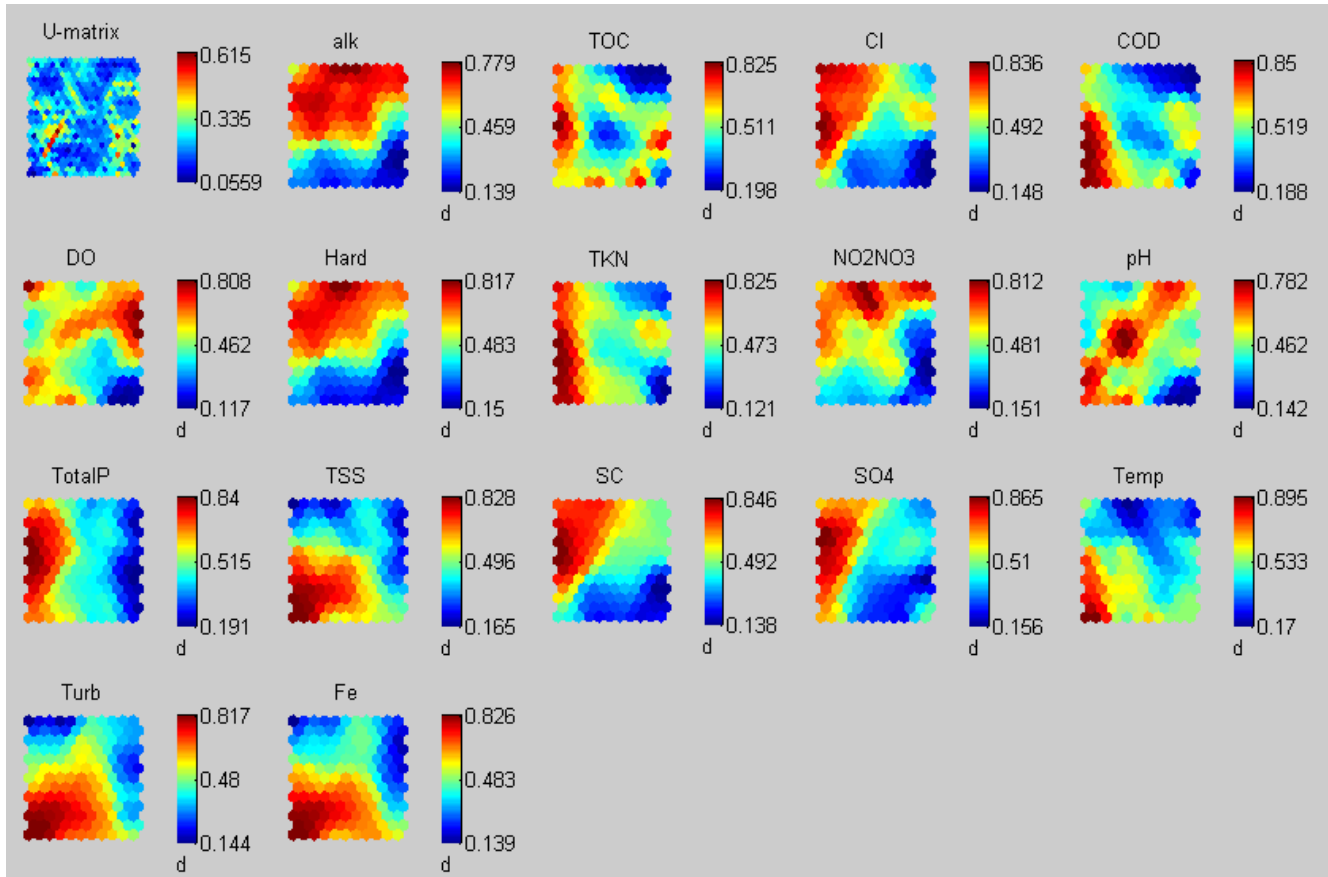 U-matrix
0.615
0.335
0.0559
alk
0.779
0.459
0.139
d
TOC
0.825
0.511
0.198
d
Cl
0.836
0.492
0.148
d
COD
0.85
0.519
0.188
d
DO
0.808
0.462
0.117
d
Hard
0.817
0.483
0.15
d
TKN
0.825
0.473
0.121
d
NO2NO3
0.812
0.481
0.151
d
pH
0.782
0.462
0.142
d
TotalP
0.84
0.515
0.191
d
TSS
0.828
0.496
0.165
d
SC
0.846
0.492
0.138
d
SO4
0.865
0.51
0.156
d
Temp
0.895
0.533
0.17
d
Turb
0.817
0.48
0.144
d
Fe
0.826
0.483
0.139
d